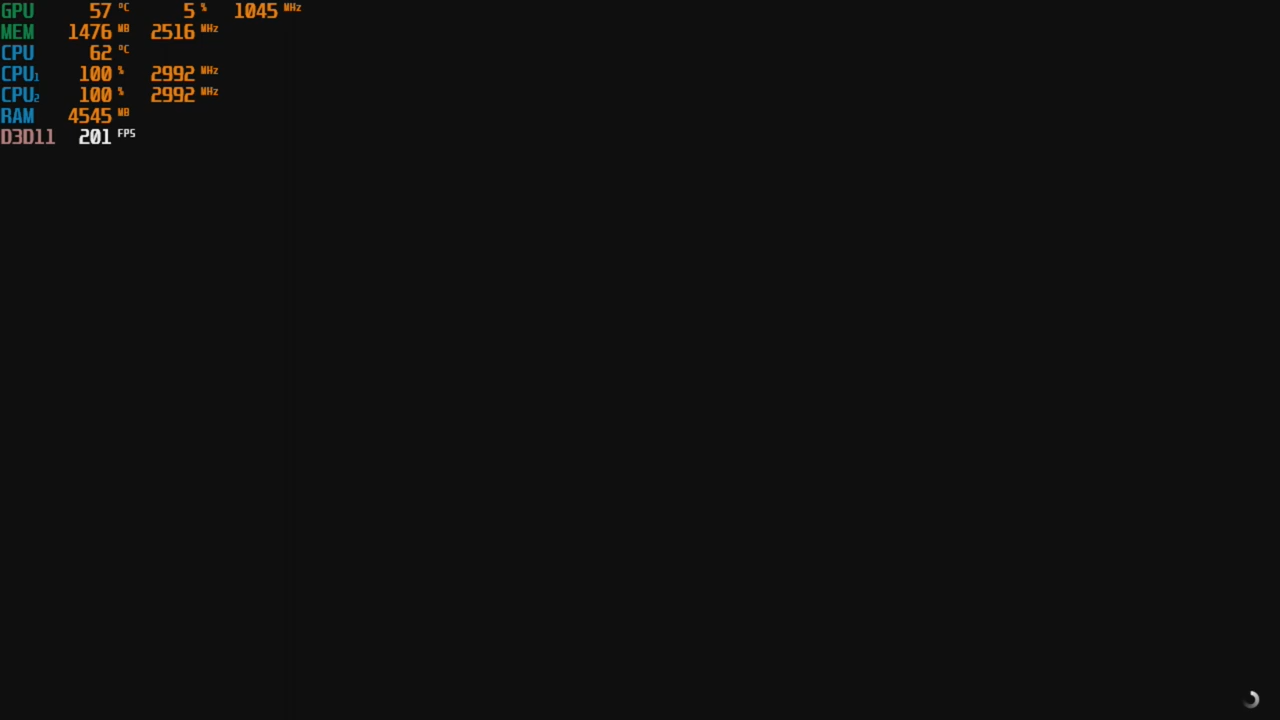 GPU 57 °C 5 % 1045 MHz
MEM 1476 MB 2516 MHz
CPU 62 °C
CPU1 100 % 2992 MHz
CPU2 100 % 2992 MHz
RAM 4545 MB
D3D11 201 FPS